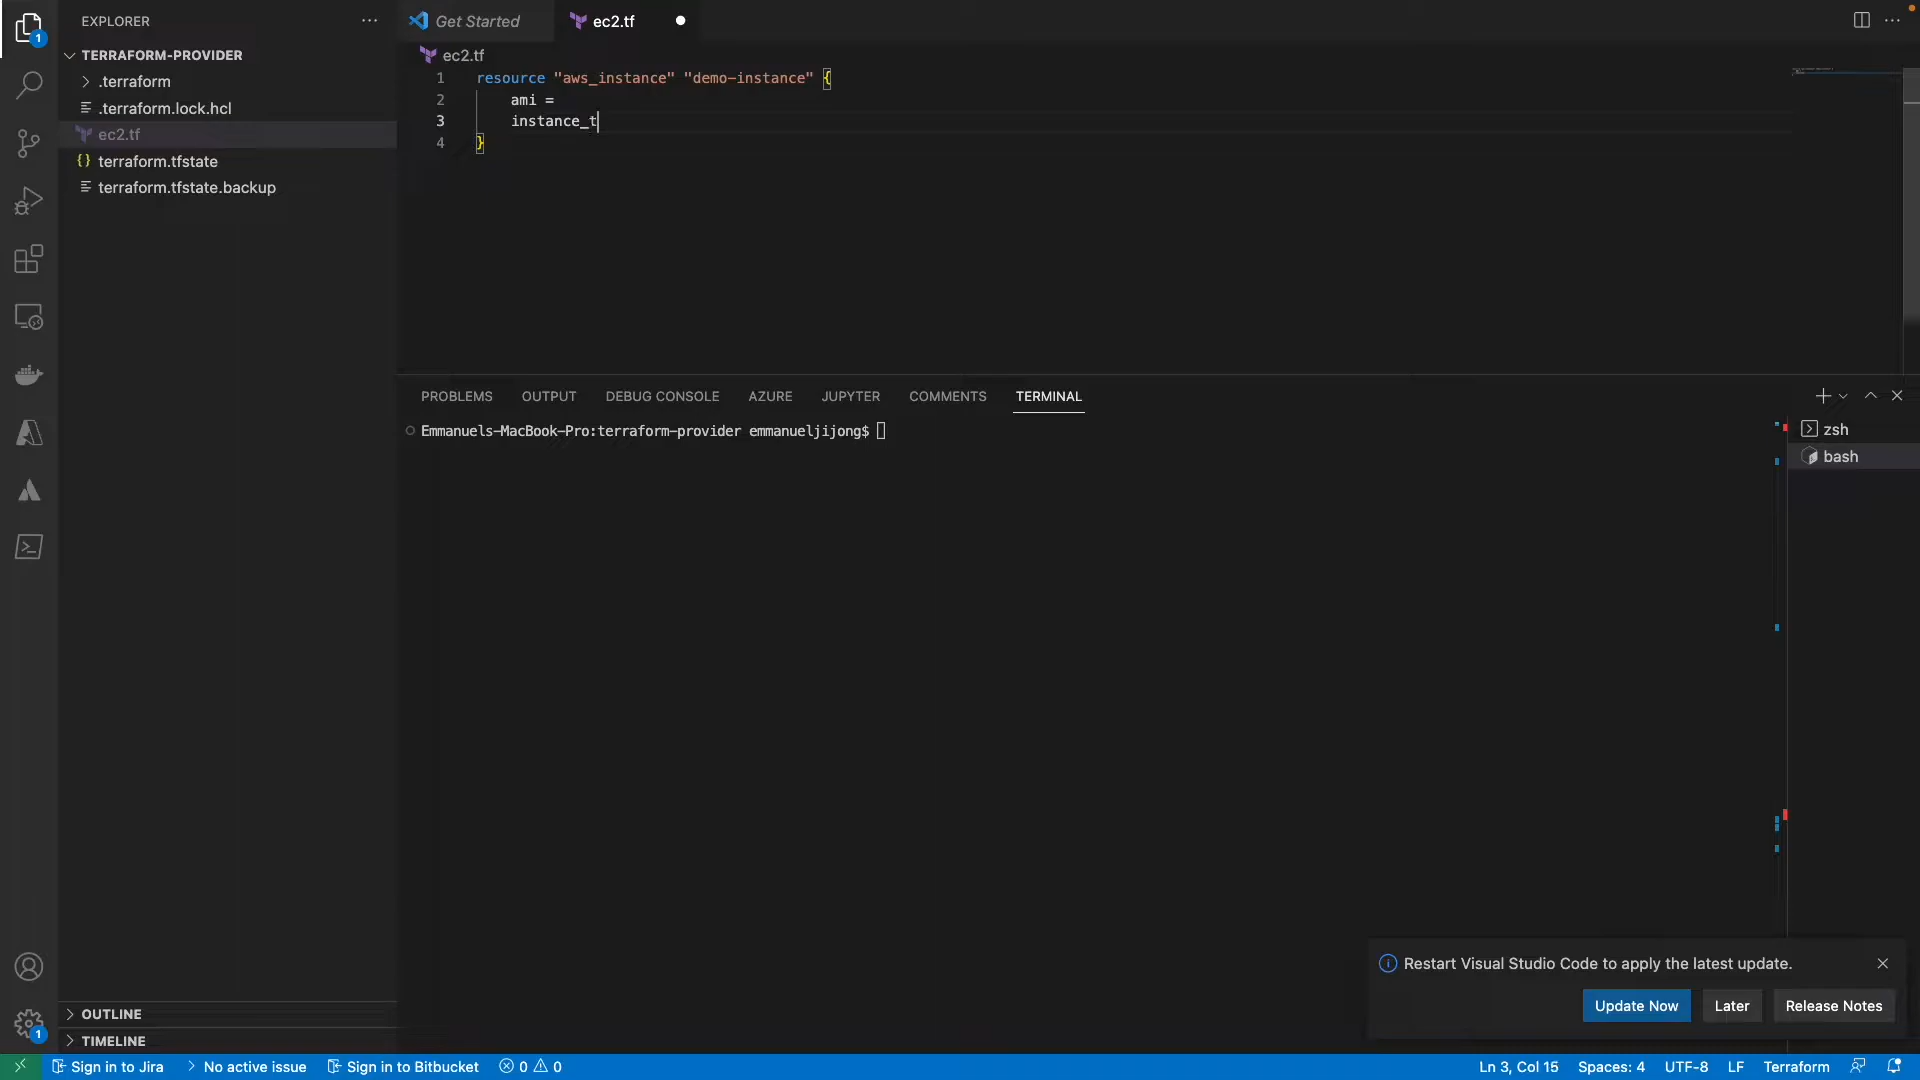 EXPLORER
TERRAFORM-PROVIDER
.terraform
.terraform.lock.hcl
ec2.tf
terraform.tfstate
terraform.tfstate.backup
OUTLINE
TIMELINE
Get Started
ec2.tf
ec2.tf
1 resource "aws_instance" "demo-instance" {
2 ami =
3 instance_t
4 }
PROBLEMS OUTPUT DEBUG CONSOLE AZURE JUPYTER COMMENTS TERMINAL
Emmanuels-MacBook-Pro:terraform-provider emmanueljijong$
zsh
bash
Restart Visual Studio Code to apply the latest update.
Update Now Later Release Notes
1
1
Sign in to Jira No active issue Sign in to Bitbucket 0 0 Ln 3, Col 15 Spaces: 4 UTF-8 LF Terraform